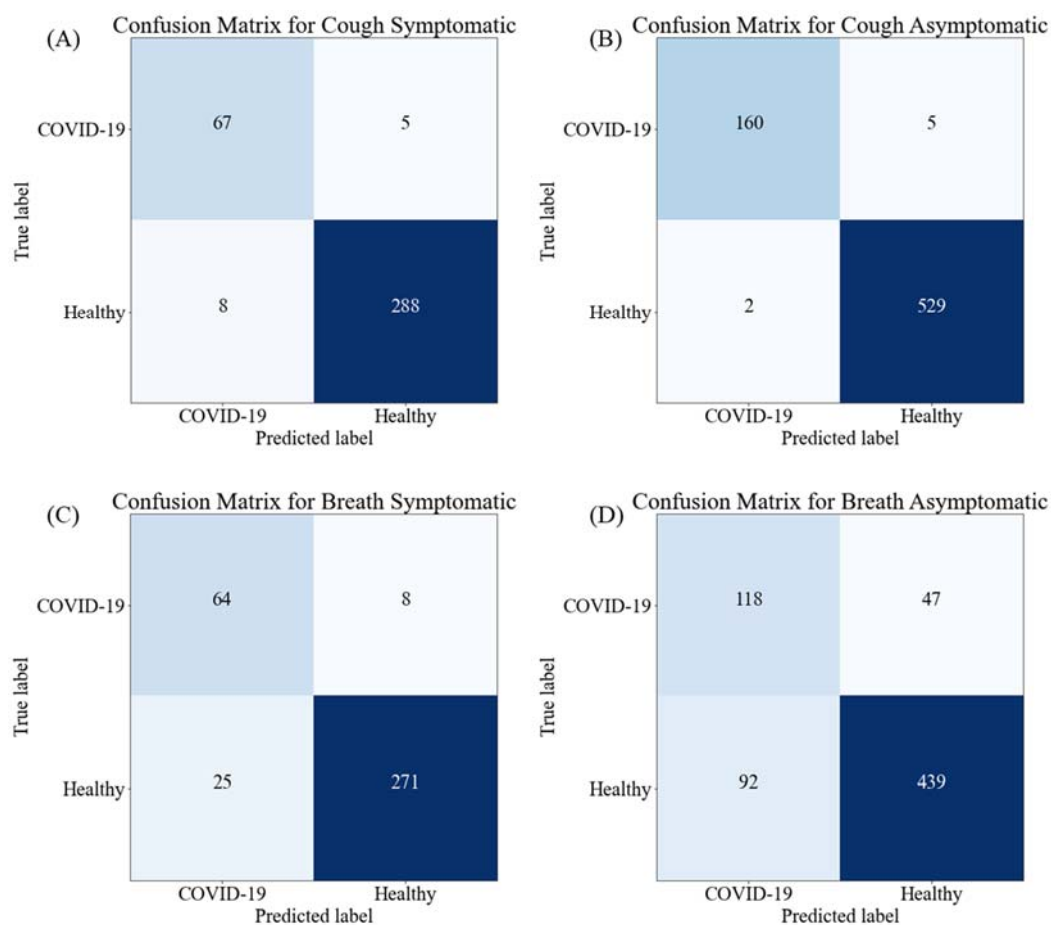 (A)
Confusion Matrix for Cough Symptomatic
True label
COVID-19
67
5
Healthy
8
288
COVID-19
Healthy
Predicted label
(B)
Confusion Matrix for Cough Asymptomatic
True label
COVID-19
160
5
Healthy
2
529
COVID-19
Healthy
Predicted label
(C)
Confusion Matrix for Breath Symptomatic
True label
COVID-19
64
8
Healthy
25
271
COVID-19
Healthy
Predicted label
(D)
Confusion Matrix for Breath Asymptomatic
True label
COVID-19
118
47
Healthy
92
439
COVID-19
Healthy
Predicted label